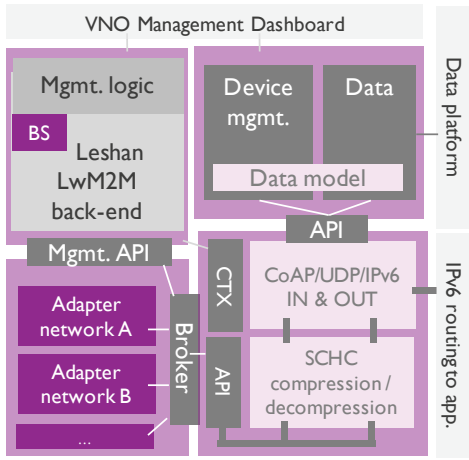 VNO Management Dashboard
Mgmt. logic
BS
Leshan
LwM2M
back-end
Device
mgmt.
Data
Data model
Data platform
Mgmt. API
API
CTX
CoAP/UDP/IPv6
IN & OUT
IPv6 routing to app.
Adapter
network A
Broker
Adapter
network B
...
API
SCHC
compression /
decompression